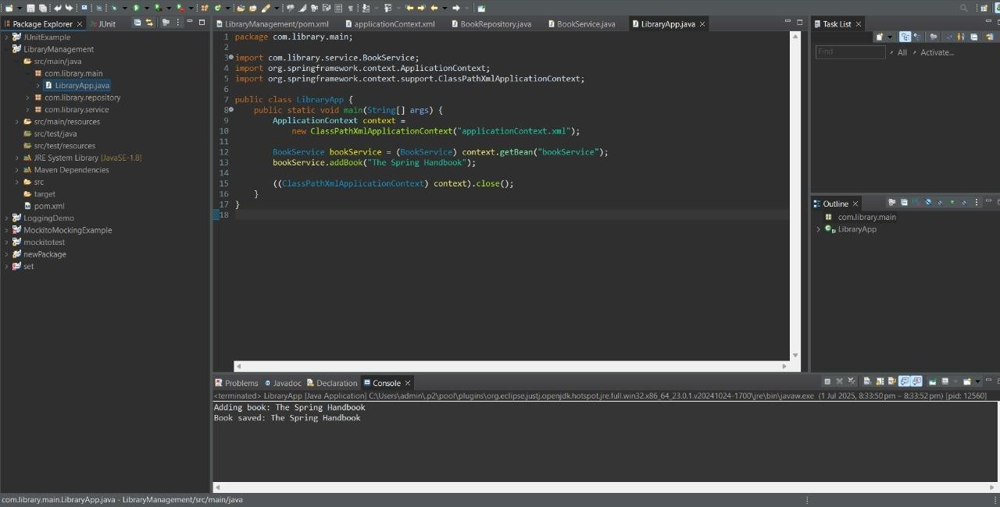 Package Explorer
JUnit
JUnitExample
LibraryManagement
src/main/java
com.library.main
LibraryApp.java
com.library.repository
com.library.service
src/main/resources
src/test/java
src/test/resources
JRE System Library [JavaSE-1.8]
Maven Dependencies
src
target
pom.xml
LoggingDemo
MockitoMockingExample
mockitotest
newPackage
set
LibraryManagement/pom.xml
applicationContext.xml
BookRepository.java
BookService.java
LibraryApp.java
1 package com.library.main;
2
3 import com.library.service.BookService;
4 import org.springframework.context.ApplicationContext;
5 import org.springframework.context.support.ClassPathXmlApplicationContext;
6
7 public class LibraryApp {
8 public static void main(String[] args) {
9 ApplicationContext context =
10 new ClassPathXmlApplicationContext("applicationContext.xml");
11
12 BookService bookService = (BookService) context.getBean("bookService");
13 bookService.addBook("The Spring Handbook");
14
15 ((ClassPathXmlApplicationContext) context).close();
16 }
17 }
18
Task List
Find
All
Activate...
Outline
com.library.main
LibraryApp
Problems
Javadoc
Declaration
Console
<terminated> LibraryApp [Java Application] C:\Users\admin\.p2\pool\plugins\org.eclipse.justj.openjdk.hotspot.jre.full.win32.x86_64_23.0.1.v20241024-1700\jre\bin\javaw.exe (1 Jul 2025, 8:33:50 pm – 8:33:52 pm) [pid: 12560]
Adding book: The Spring Handbook
Book saved: The Spring Handbook
com.library.main.LibraryApp.java - LibraryManagement/src/main/java